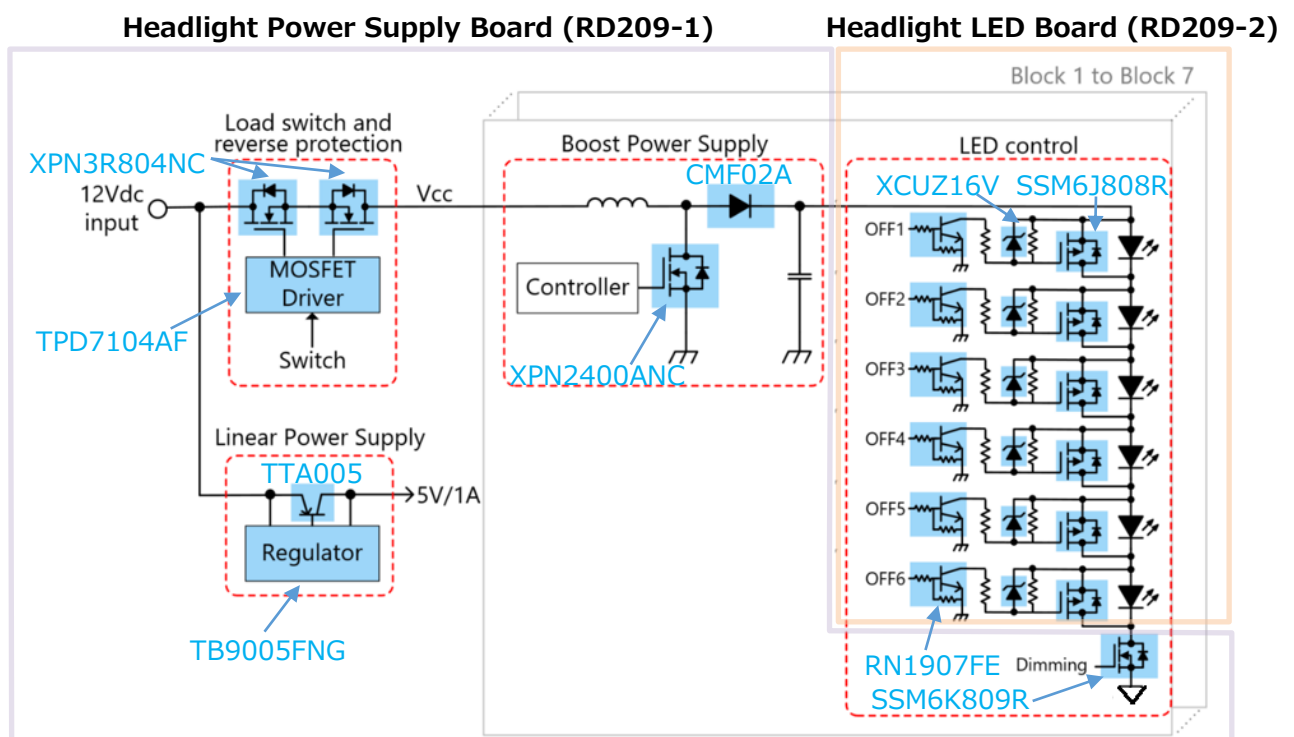 Headlight Power Supply Board (RD209-1)
Headlight LED Board (RD209-2)
Block 1 to Block 7
Load switch and
reverse protection
XPN3R804NC
12Vdc
input
Vcc
MOSFET
Driver
TPD7104AF
Switch
Boost Power Supply
CMF02A
Controller
XPN2400ANC
LED control
XCUZ16V
SSM6J808R
OFF1
OFF2
OFF3
OFF4
OFF5
OFF6
Linear Power Supply
TTA005
5V/1A
Regulator
TB9005FNG
RN1907FE
Dimming
SSM6K809R